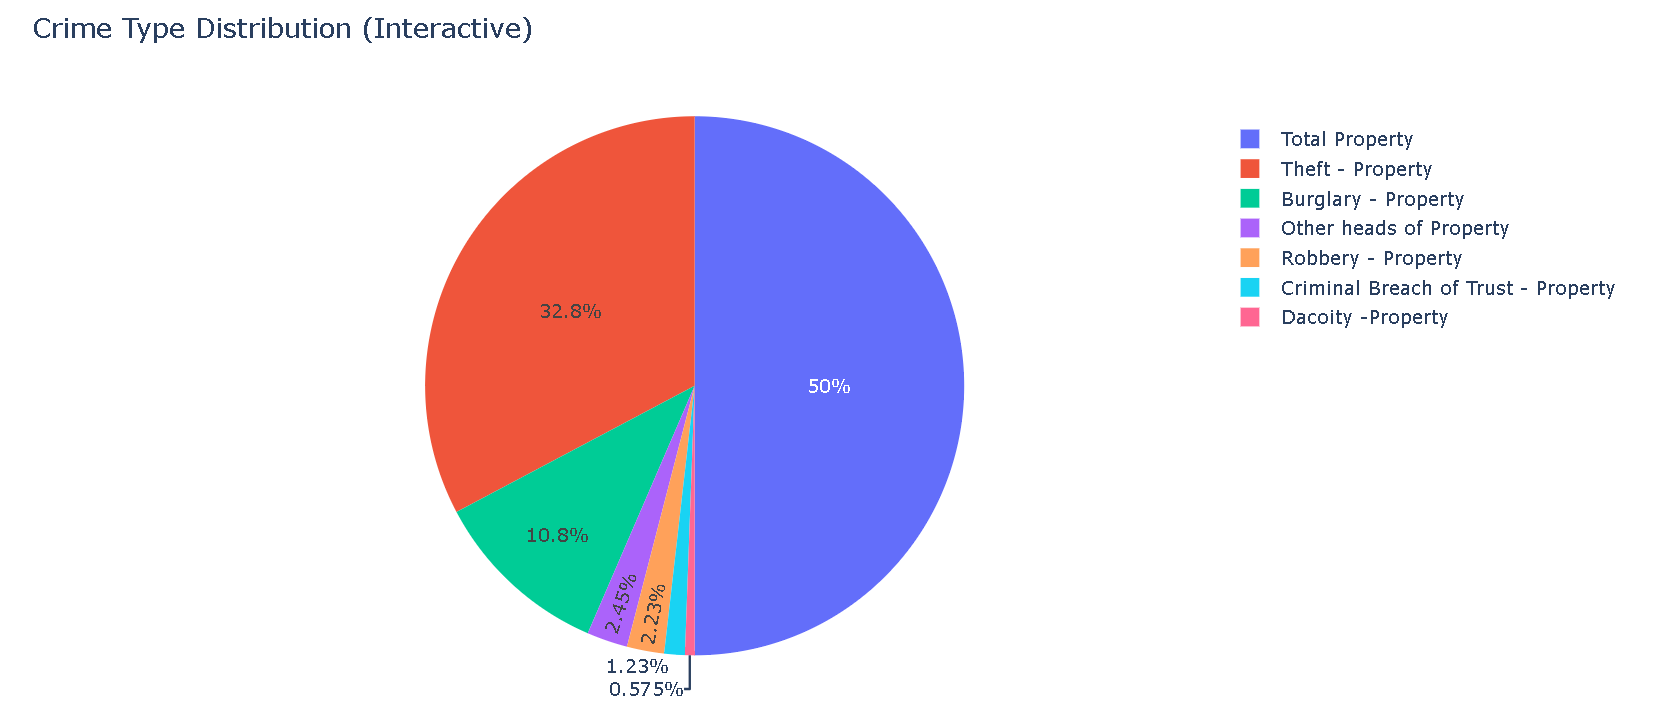 Crime Type Distribution (Interactive)
Total Property
Theft - Property
Burglary - Property
Other heads of Property
Robbery - Property
Criminal Breach of Trust - Property
Dacoity -Property
32.8%
50%
10.8%
2.45%
2.23%
1.23%
0.575%